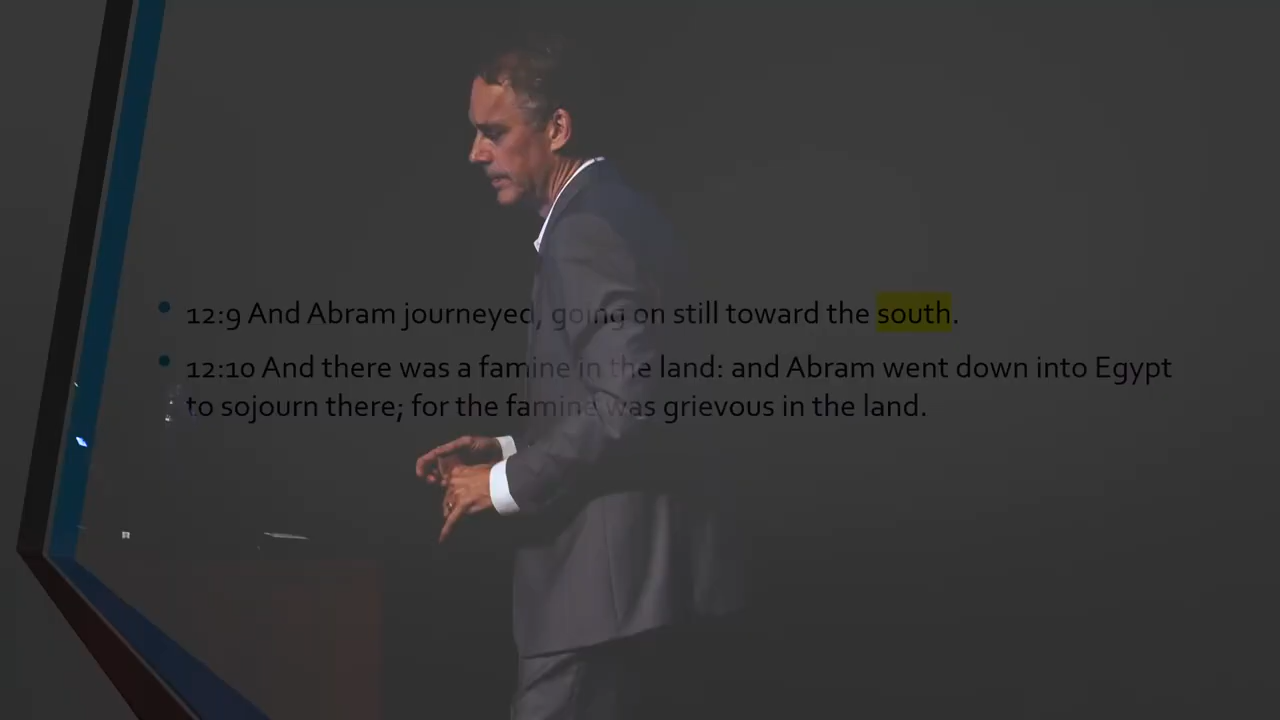 12:9 And Abram journeyed, going on still toward the south.
12:10 And there was a famine in the land: and Abram went down into Egypt
to sojourn there; for the famine was grievous in the land.